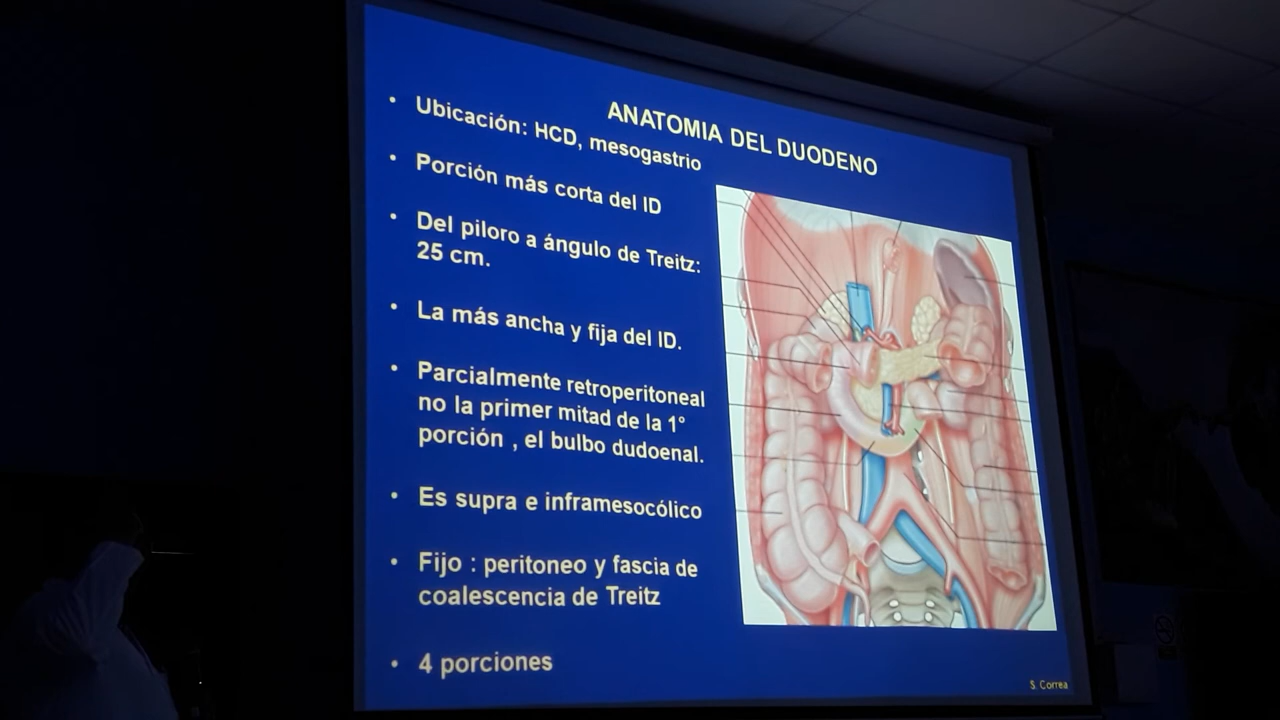 ANATOMIA DEL DUODENO
• Ubicación: HCD, mesogastrio
• Porción más corta del ID
• Del piloro a ángulo de Treitz:
25 cm.
• La más ancha y fija del ID.
• Parcialmente retroperitoneal
no la primer mitad de la 1°
porción , el bulbo dudoenal.
• Es supra e inframesocólico
• Fijo : peritoneo y fascia de
coalescencia de Treitz
• 4 porciones
S. Correa